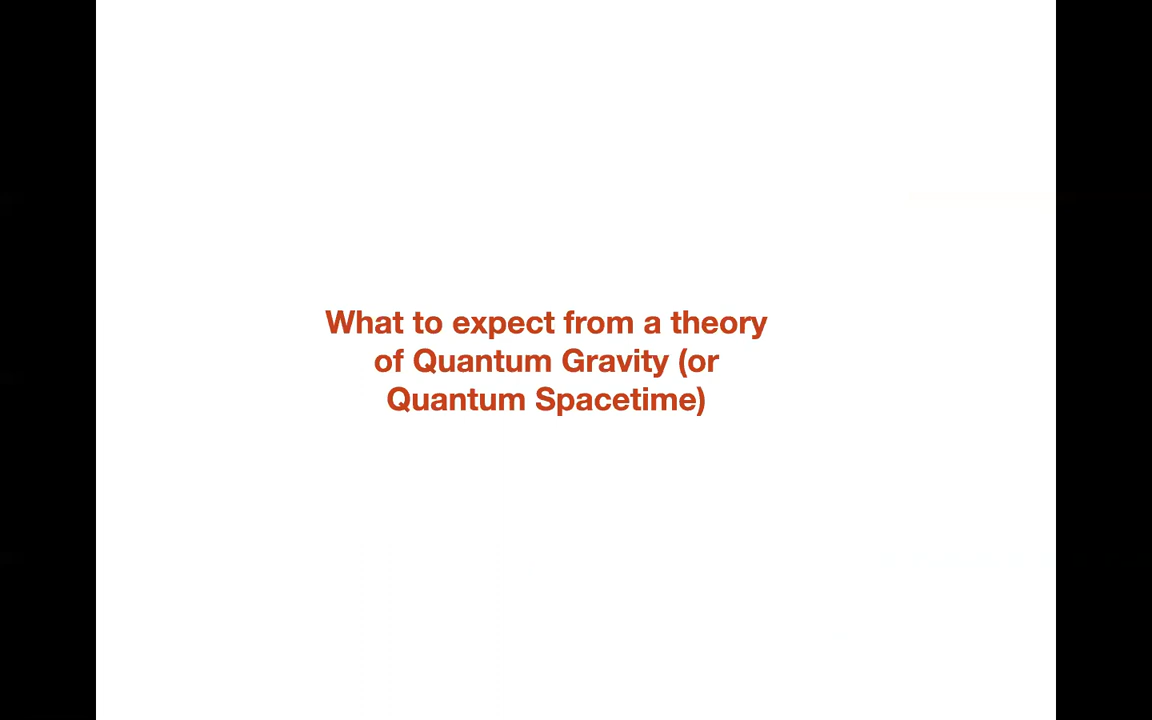 What to expect from a theory
of Quantum Gravity (or
Quantum Spacetime)